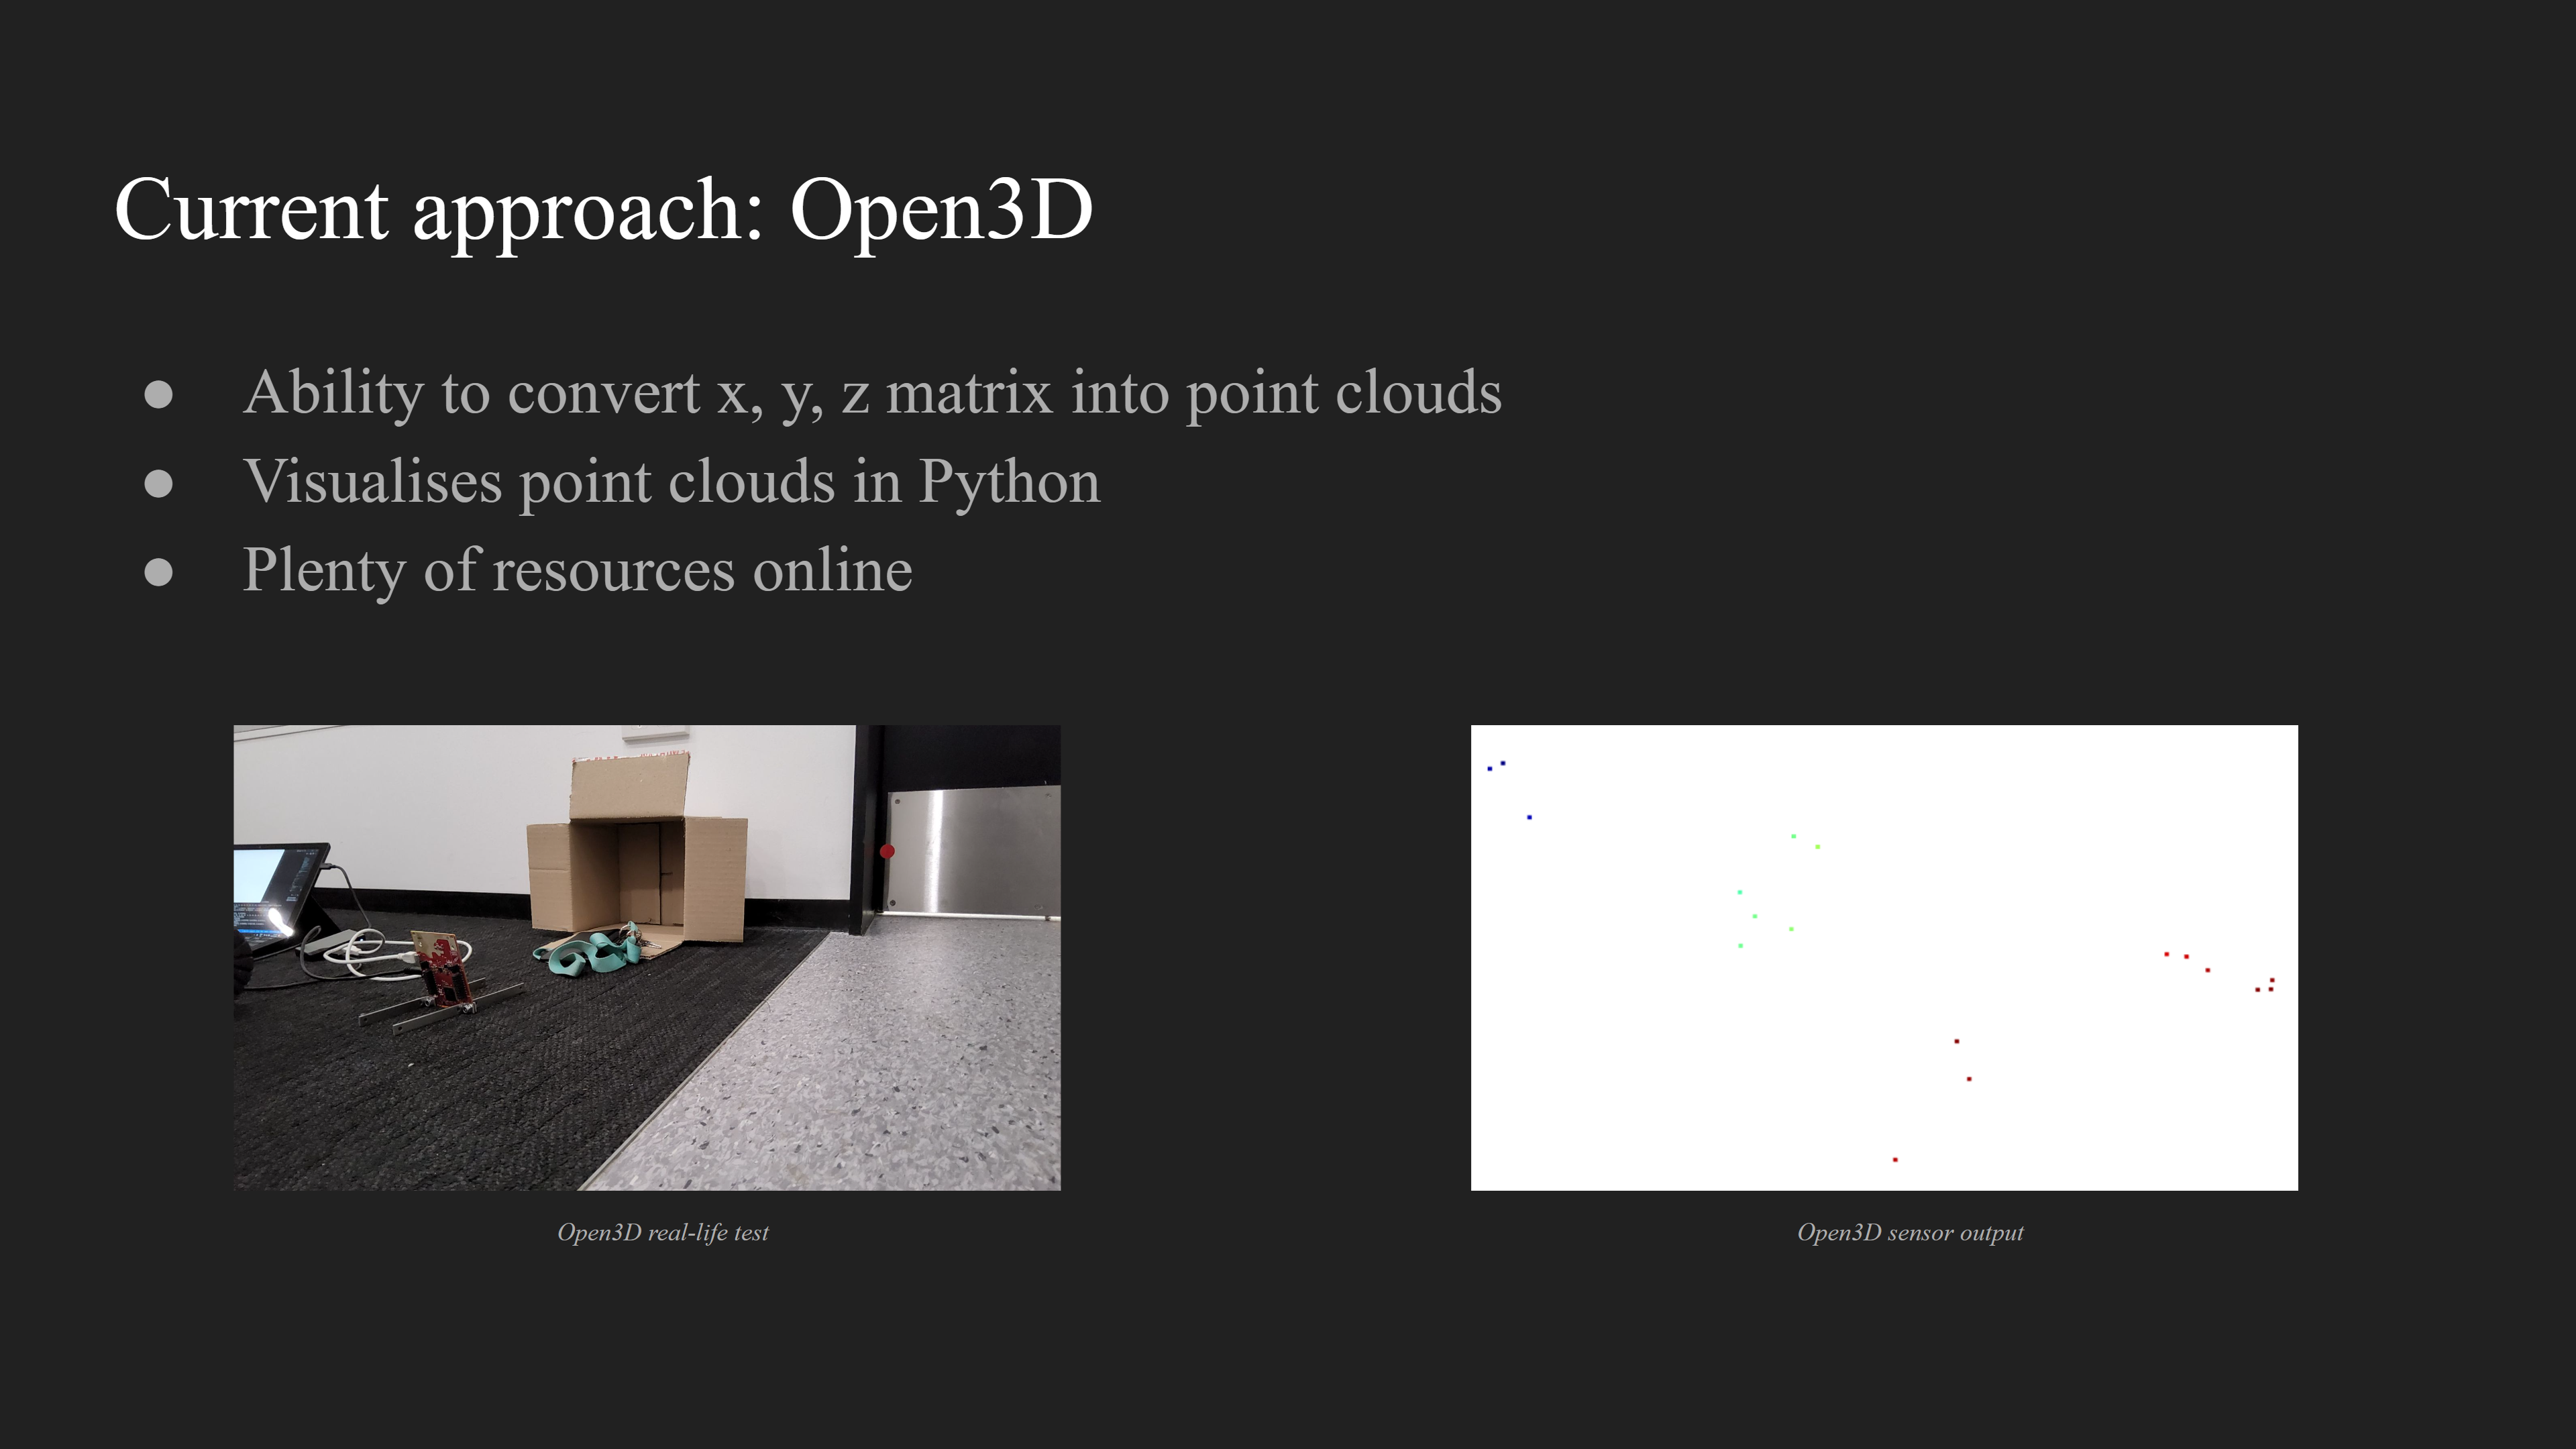 Current approach: Open3D
● Ability to convert x, y, z matrix into point clouds
● Visualises point clouds in Python
● Plenty of resources online
Open3D real-life test
Open3D sensor output